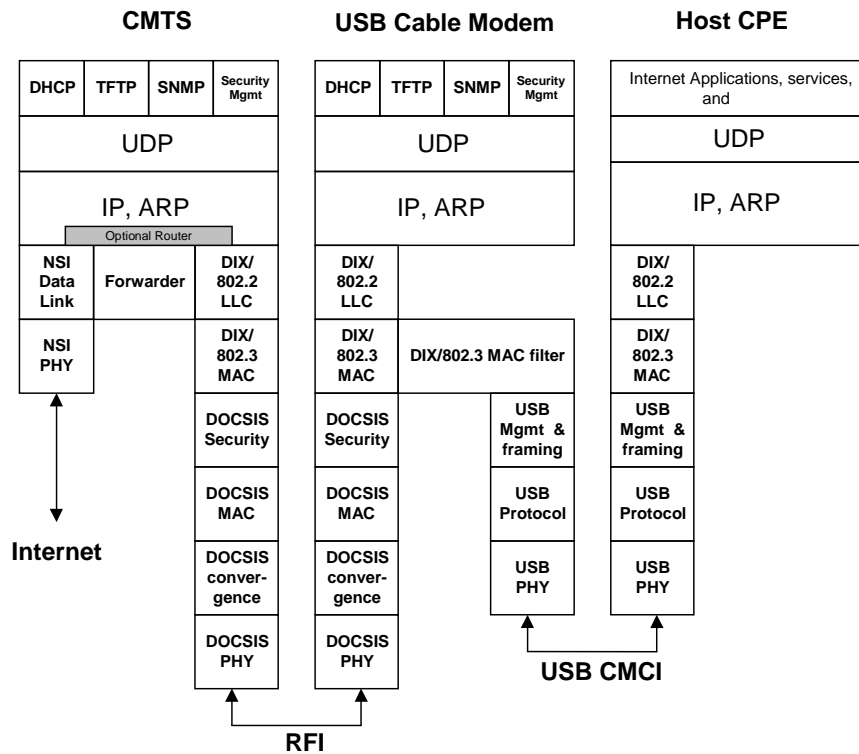 CMTS
USB Cable Modem
Host CPE
DHCP
TFTP
SNMP
Security
Mgmt
DHCP
TFTP
SNMP
Security
Mgmt
Internet Applications, services,
and
UDP
UDP
UDP
IP, ARP
IP, ARP
IP, ARP
Optional Router
NSI
Data
Link
Forwarder
DIX/
802.2
LLC
DIX/
802.2
LLC
DIX/
802.2
LLC
NSI
PHY
DIX/
802.3
MAC
DIX/
802.3
MAC
DIX/802.3 MAC filter
DIX/
802.3
MAC
DOCSIS
Security
DOCSIS
Security
USB
Mgmt &
framing
USB
Mgmt &
framing
DOCSIS
MAC
DOCSIS
MAC
USB
Protocol
USB
Protocol
Internet
DOCSIS
conver-
gence
DOCSIS
conver-
gence
USB
PHY
USB
PHY
DOCSIS
PHY
DOCSIS
PHY
USB CMCI
RFI